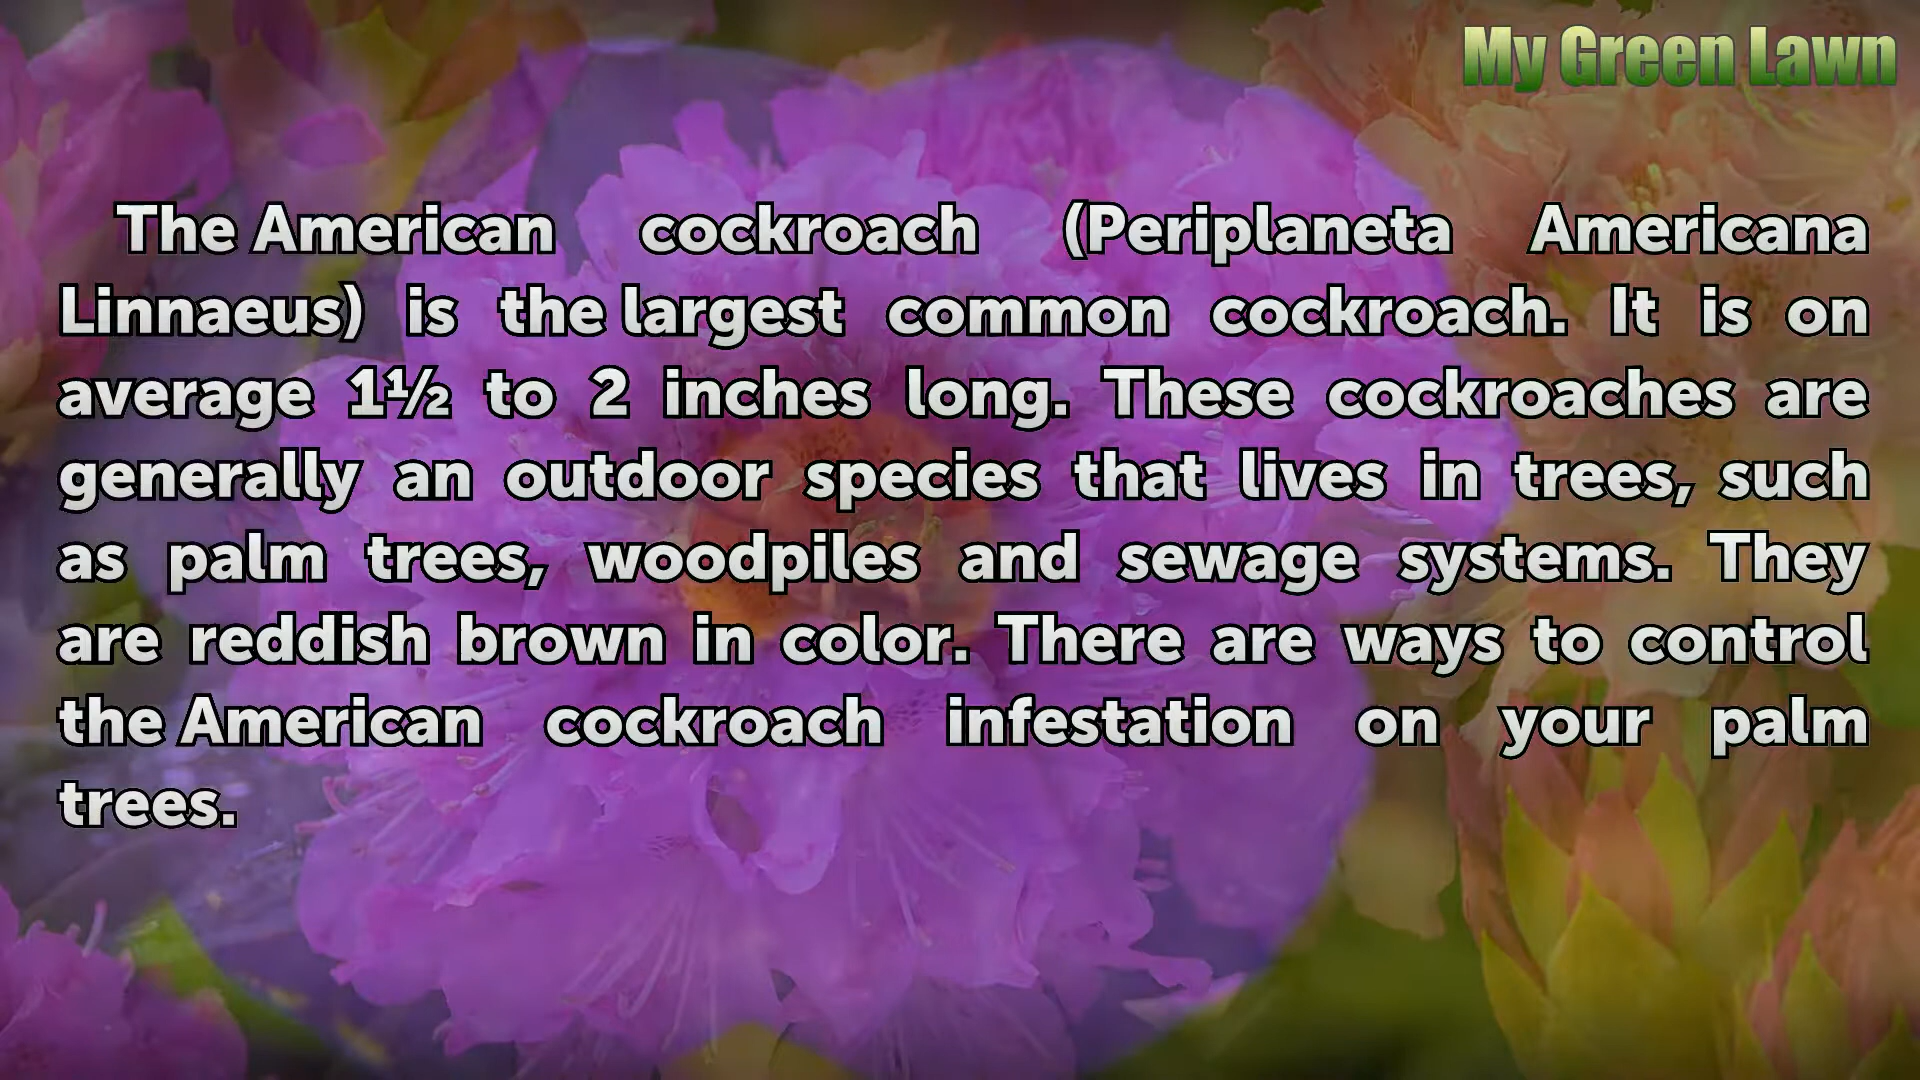 My Green Lawn
The American cockroach (Periplaneta Americana
Linnaeus) is the largest common cockroach. It is on
average 1½ to 2 inches long. These cockroaches are
generally an outdoor species that lives in trees, such
as palm trees, woodpiles and sewage systems. They
are reddish brown in color. There are ways to control
the American cockroach infestation on your palm
trees.